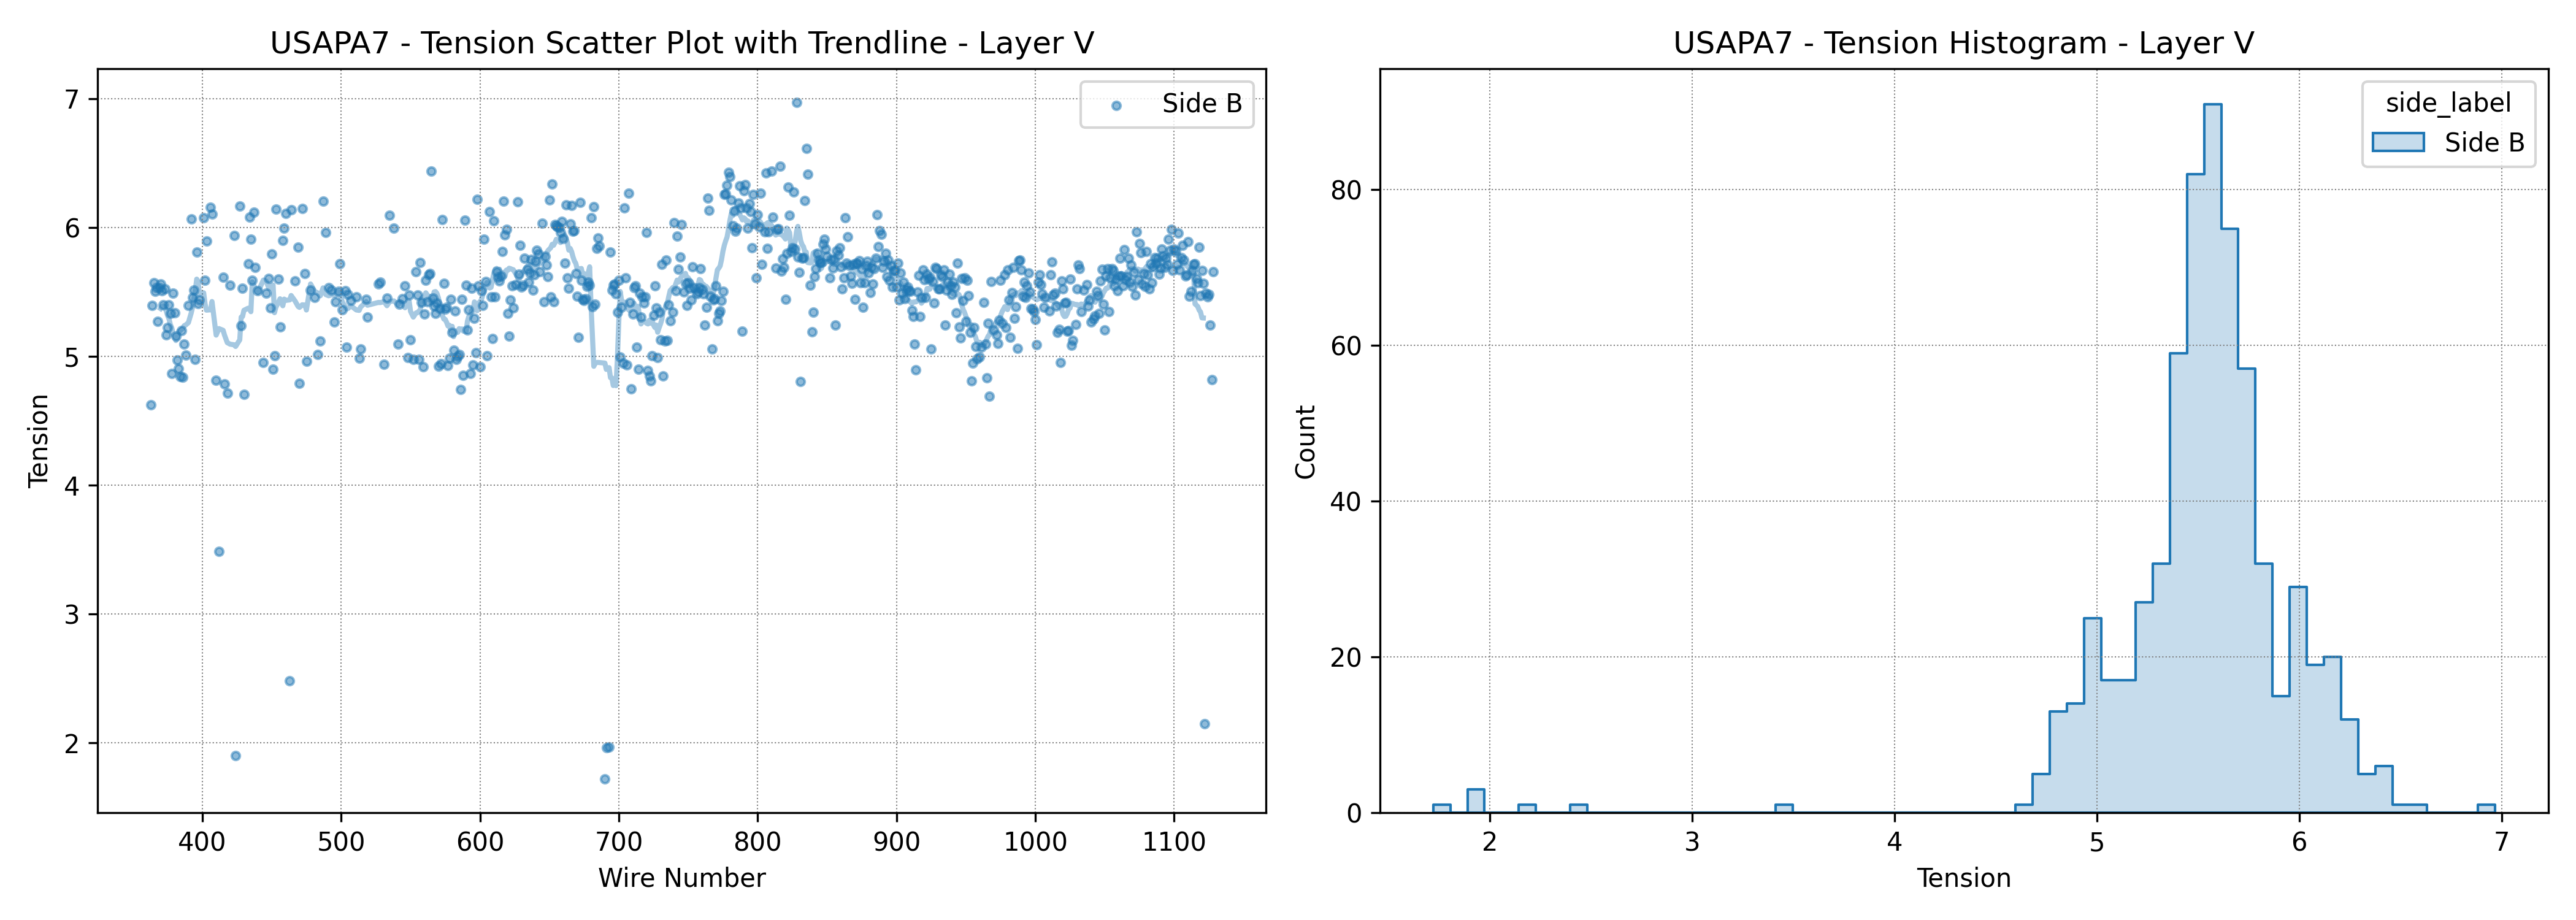 USAPA7 - Tension Scatter Plot with Trendline - Layer V
Side B
7
6
5
4
3
2
Tension
400 500 600 700 800 900 1000 1100
Wire Number
USAPA7 - Tension Histogram - Layer V
side_label
Side B
80
60
40
20
0
Count
2 3 4 5 6 7
Tension